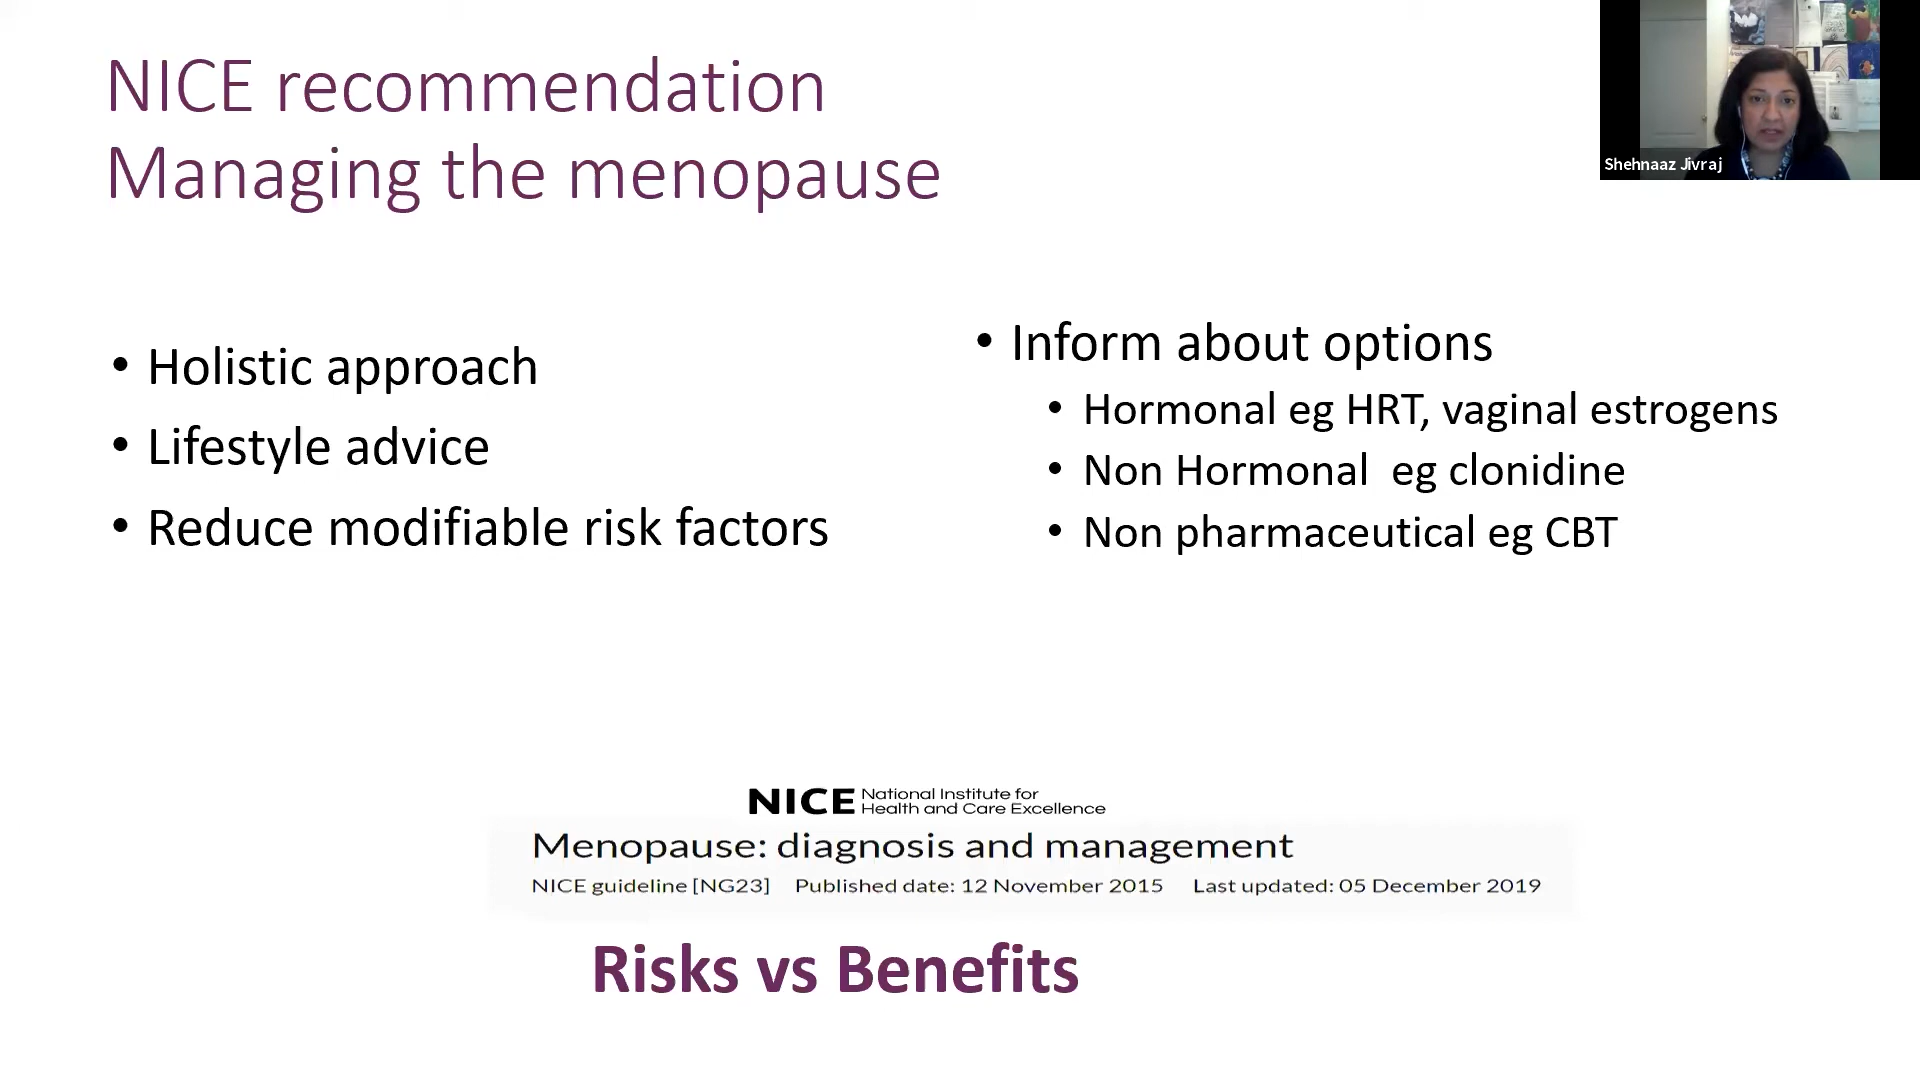 NICE recommendation
Managing the menopause
Shehnaaz Jivraj
• Holistic approach
• Lifestyle advice
• Reduce modifiable risk factors
• Inform about options
• Hormonal eg HRT, vaginal estrogens
• Non Hormonal  eg clonidine
• Non pharmaceutical eg CBT
NICE National Institute for
Health and Care Excellence
Menopause: diagnosis and management
NICE guideline [NG23] Published date: 12 November 2015 Last updated: 05 December 2019
Risks vs Benefits